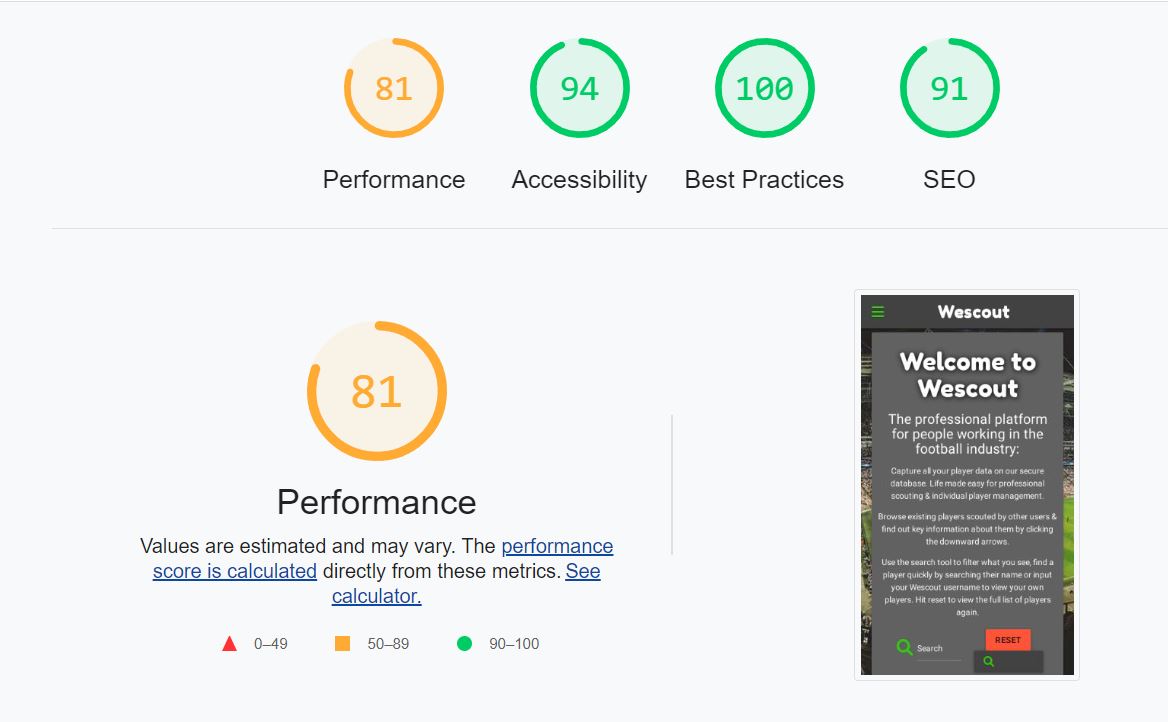 81
94
100
91
Performance
Accessibility
Best Practices
SEO
81
Performance
Values are estimated and may vary. The performance
score is calculated directly from these metrics. See
calculator.
0–49
50–89
90–100
Wescout
Welcome to
Wescout
The professional platform
for people working in the
football industry:
Capture all your player data on our secure
database. Life made easy for professional
scouting & individual player management.
Browse existing players scouted by other users &
find out key information about them by clicking
the downward arrows.
Use the search tool to filter what you see, find a
player quickly by searching their name or input
your Wescout username to view your own
players. Hit reset to view the full list of players
again.
Search
RESET